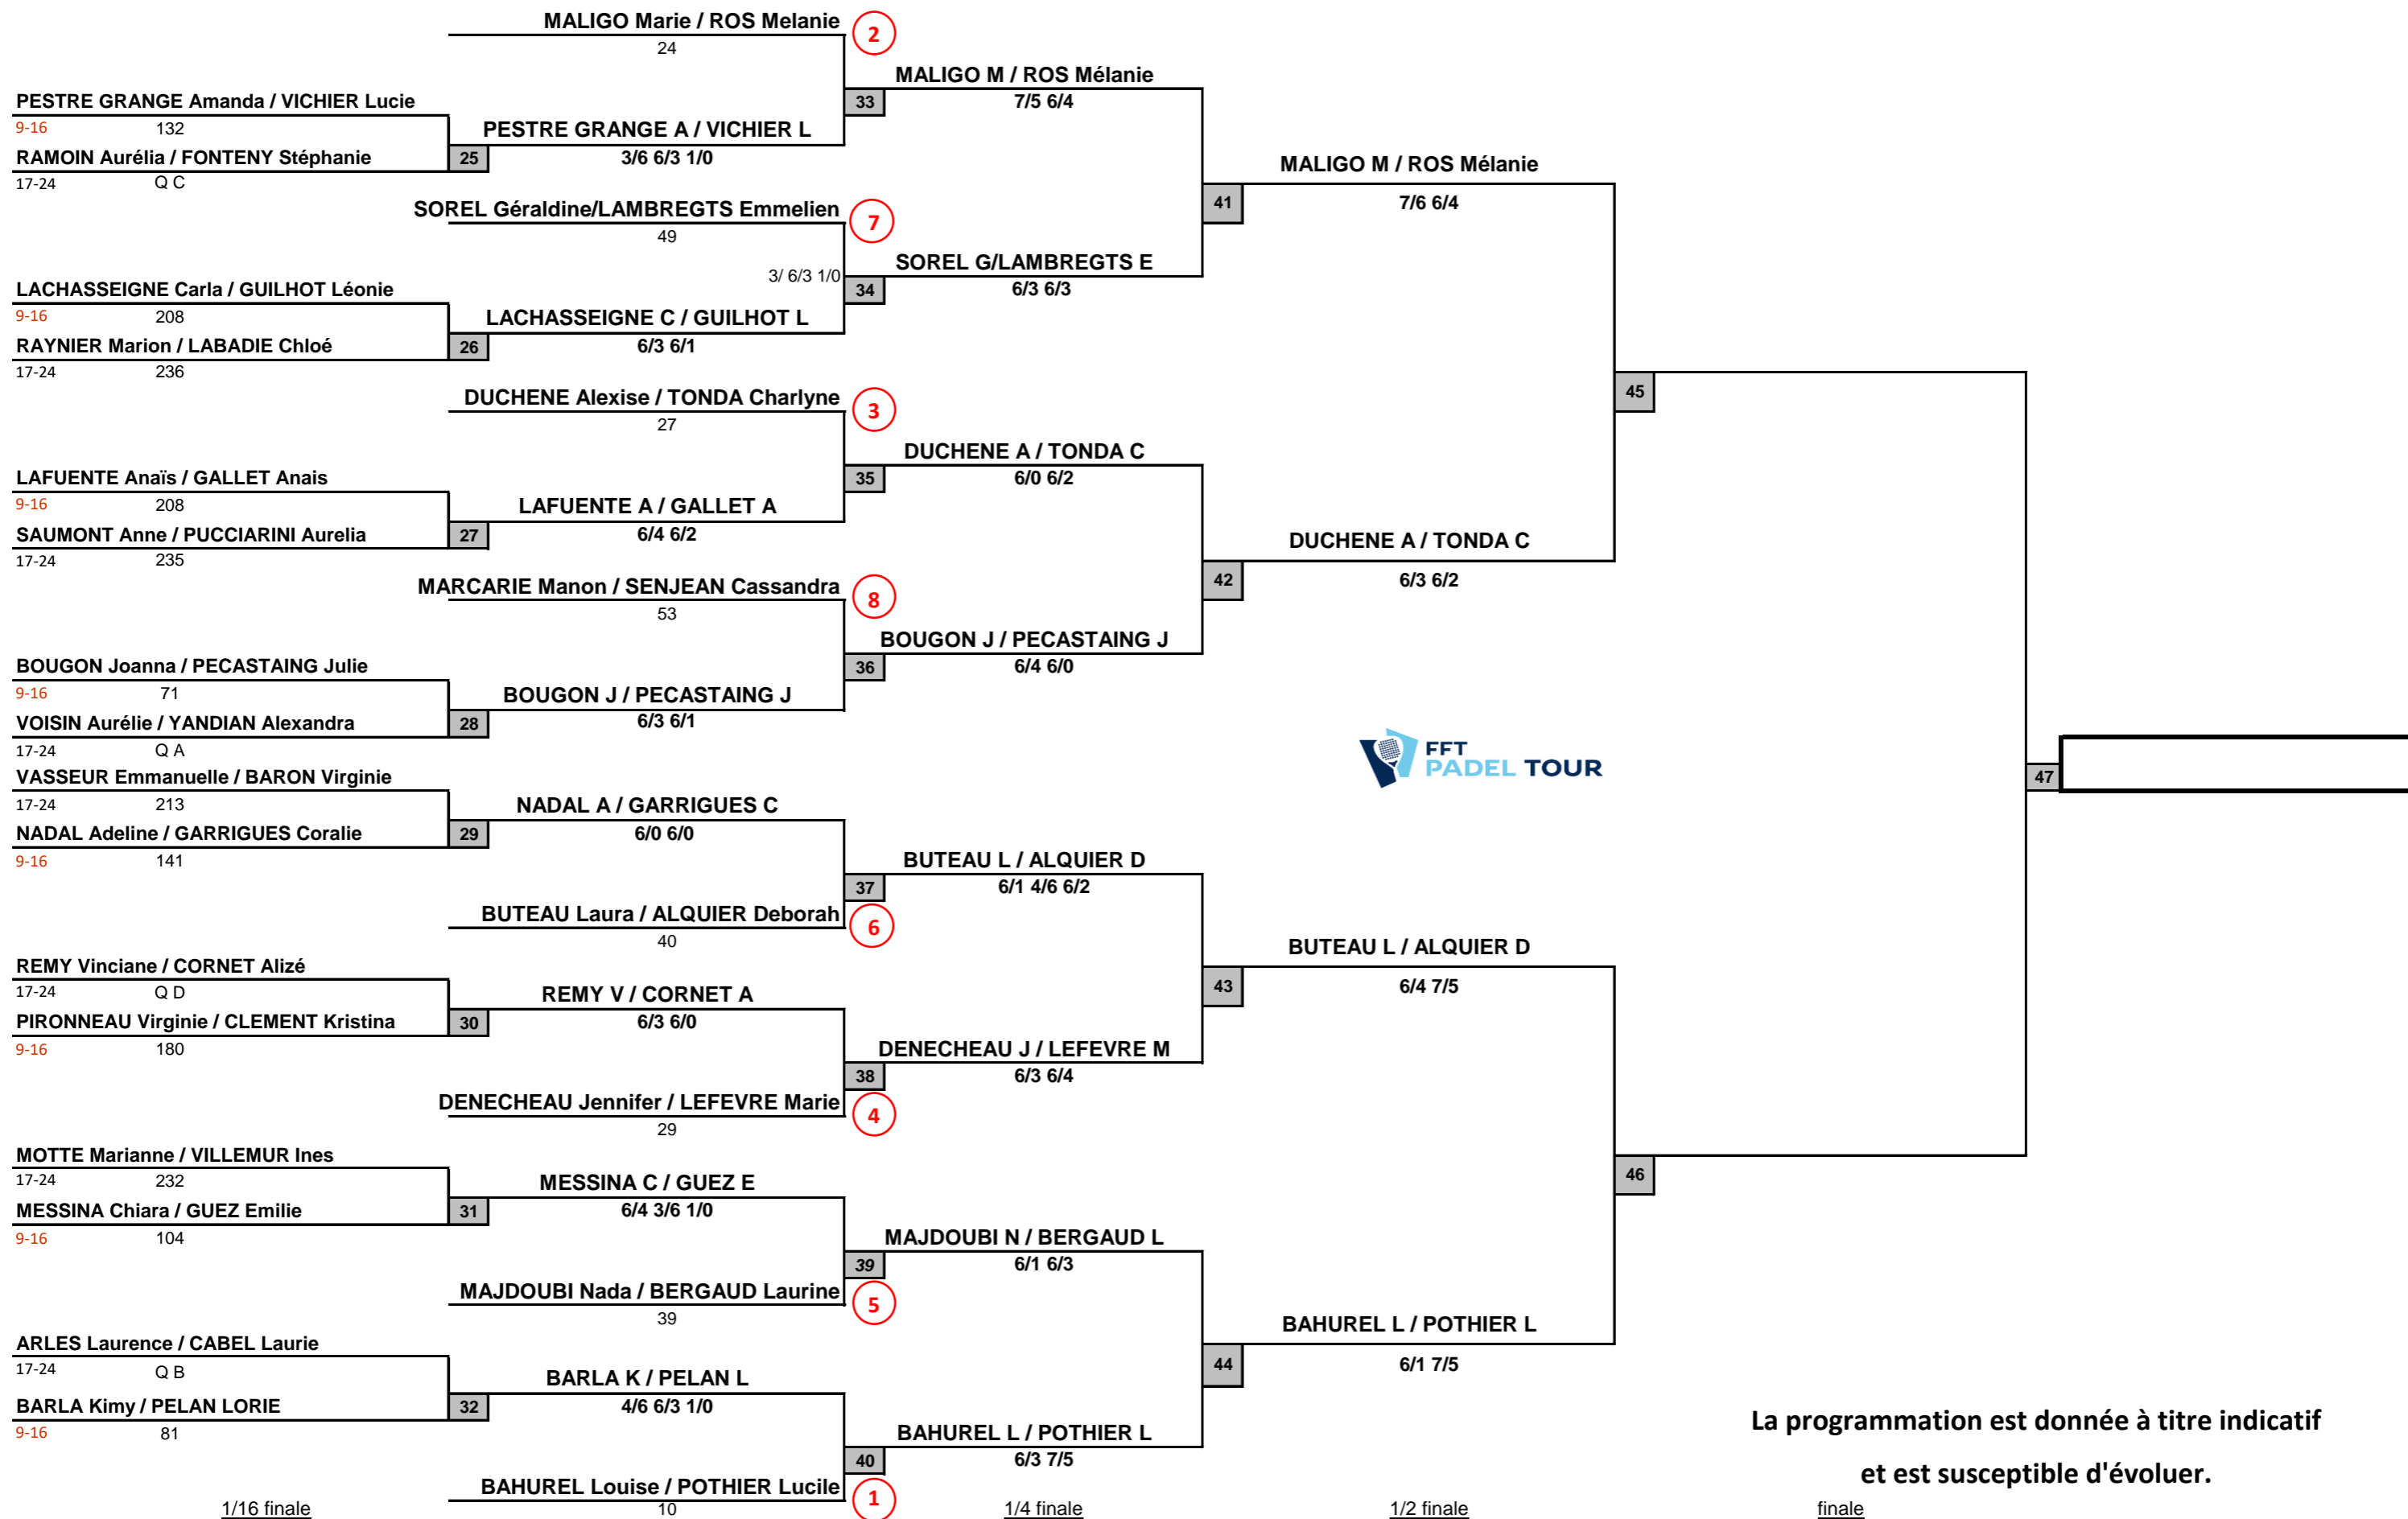 MALIGO Marie / ROS Melanie
2
24
MALIGO M / ROS Mélanie
33
7/5 6/4
PESTRE GRANGE Amanda / VICHIER Lucie
9-16 132
PESTRE GRANGE A / VICHIER L
RAMOIN Aurélia / FONTENY Stéphanie
25
3/6 6/3 1/0
17-24 Q C
MALIGO M / ROS Mélanie
41
7/6 6/4
SOREL Géraldine/LAMBREGTS Emmelien
7
49
3/ 6/3 1/0
SOREL G/LAMBREGTS E
34
6/3 6/3
LACHASSEIGNE Carla / GUILHOT Léonie
9-16 208
LACHASSEIGNE C / GUILHOT L
RAYNIER Marion / LABADIE Chloé
26
6/3 6/1
17-24 236
45
DUCHENE Alexise / TONDA Charlyne
3
27
DUCHENE A / TONDA C
35
6/0 6/2
LAFUENTE Anaïs / GALLET Anais
9-16 208
LAFUENTE A / GALLET A
SAUMONT Anne / PUCCIARINI Aurelia
27
6/4 6/2
17-24 235
DUCHENE A / TONDA C
42
6/3 6/2
MARCARIE Manon / SENJEAN Cassandra
8
53
BOUGON J / PECASTAING J
36
6/4 6/0
BOUGON Joanna / PECASTAING Julie
9-16 71
BOUGON J / PECASTAING J
VOISIN Aurélie / YANDIAN Alexandra
28
6/3 6/1
17-24 Q A
FFT
PADEL TOUR
47
VASSEUR Emmanuelle / BARON Virginie
17-24 213
NADAL A / GARRIGUES C
NADAL Adeline / GARRIGUES Coralie
29
6/0 6/0
9-16 141
BUTEAU L / ALQUIER D
37
6/1 4/6 6/2
BUTEAU Laura / ALQUIER Deborah
6
40
BUTEAU L / ALQUIER D
43
6/4 7/5
REMY Vinciane / CORNET Alizé
17-24 Q D
REMY V / CORNET A
PIRONNEAU Virginie / CLEMENT Kristina
30
6/3 6/0
9-16 180
DENECHEAU J / LEFEVRE M
38
6/3 6/4
DENECHEAU Jennifer / LEFEVRE Marie
4
29
46
MOTTE Marianne / VILLEMUR Ines
17-24 232
MESSINA C / GUEZ E
MESSINA Chiara / GUEZ Emilie
31
6/4 3/6 1/0
9-16 104
MAJDOUBI N / BERGAUD L
39
6/1 6/3
MAJDOUBI Nada / BERGAUD Laurine
5
39
BAHUREL L / POTHIER L
44
6/1 7/5
ARLES Laurence / CABEL Laurie
17-24 Q B
BARLA K / PELAN L
BARLA Kimy / PELAN LORIE
32
4/6 6/3 1/0
9-16 81
BAHUREL L / POTHIER L
40
6/3 7/5
BAHUREL Louise / POTHIER Lucile
1
10
La programmation est donnée à titre indicatif
et est susceptible d'évoluer.
1/16 finale
1/4 finale
1/2 finale
finale